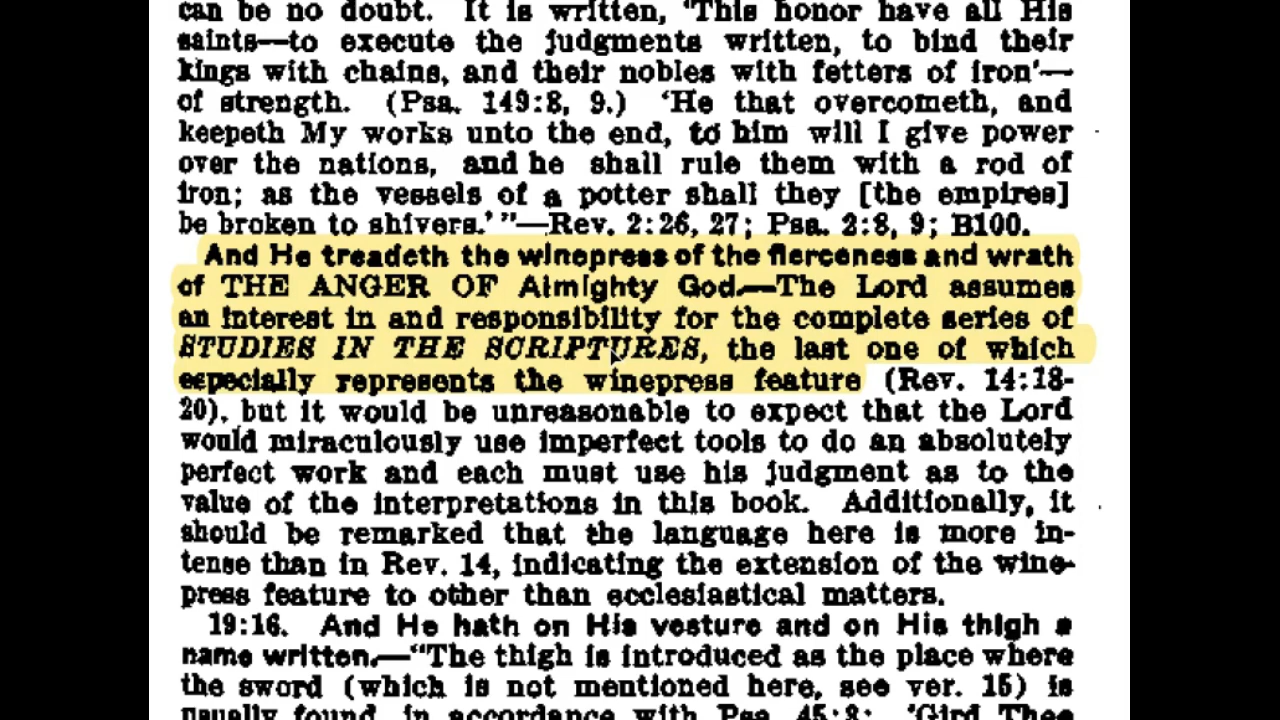 can be no doubt. It is written, 'This honor have all His
saints—to execute the judgments written, to bind their
kings with chains, and their nobles with fetters of iron'—
of strength. (Psa. 149:8, 9.) 'He that overcometh, and
keepeth My works unto the end, to him will I give power
over the nations, and he shall rule them with a rod of
iron; as the vessels of a potter shall they [the empires]
be broken to shivers.' "—Rev. 2:26, 27; Psa. 2:8, 9; B100.
And He treadeth the winepress of the fierceness and wrath
of THE ANGER OF Almighty God.—The Lord assumes
an interest in and responsibility for the complete series of
STUDIES IN THE SCRIPTURES, the last one of which
especially represents the winepress feature (Rev. 14:18-
20), but it would be unreasonable to expect that the Lord
would miraculously use imperfect tools to do an absolutely
perfect work and each must use his judgment as to the
value of the interpretations in this book. Additionally, it
should be remarked that the language here is more in-
tense than in Rev. 14, indicating the extension of the wine-
press feature to other than ecclesiastical matters.
19:16. And He hath on His vesture and on His thigh a
name written.—"The thigh is introduced as the place where
the sword (which is not mentioned here, see ver. 15) is
usually found, in accordance with Psa. 45:3: 'Gird Thee